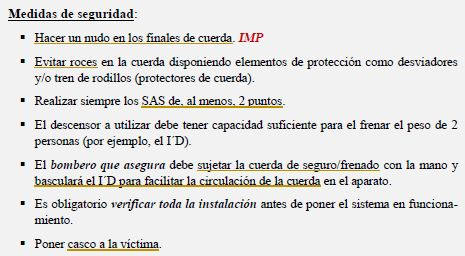 Medidas de seguridad:
▪ Hacer un nudo en los finales de cuerda. IMP
▪ Evitar roces en la cuerda disponiendo elementos de protección como desviadores
y/o tren de rodillos (protectores de cuerda).
▪ Realizar siempre los SAS de, al menos, 2 puntos.
▪ El descensor a utilizar debe tener capacidad suficiente para el frenar el peso de 2
personas (por ejemplo, el I´D).
▪ El bombero que asegura debe sujetar la cuerda de seguro/frenado con la mano y
basculará el I´D para facilitar la circulación de la cuerda en el aparato.
▪ Es obligatorio verificar toda la instalación antes de poner el sistema en funciona-
miento.
▪ Poner casco a la víctima.